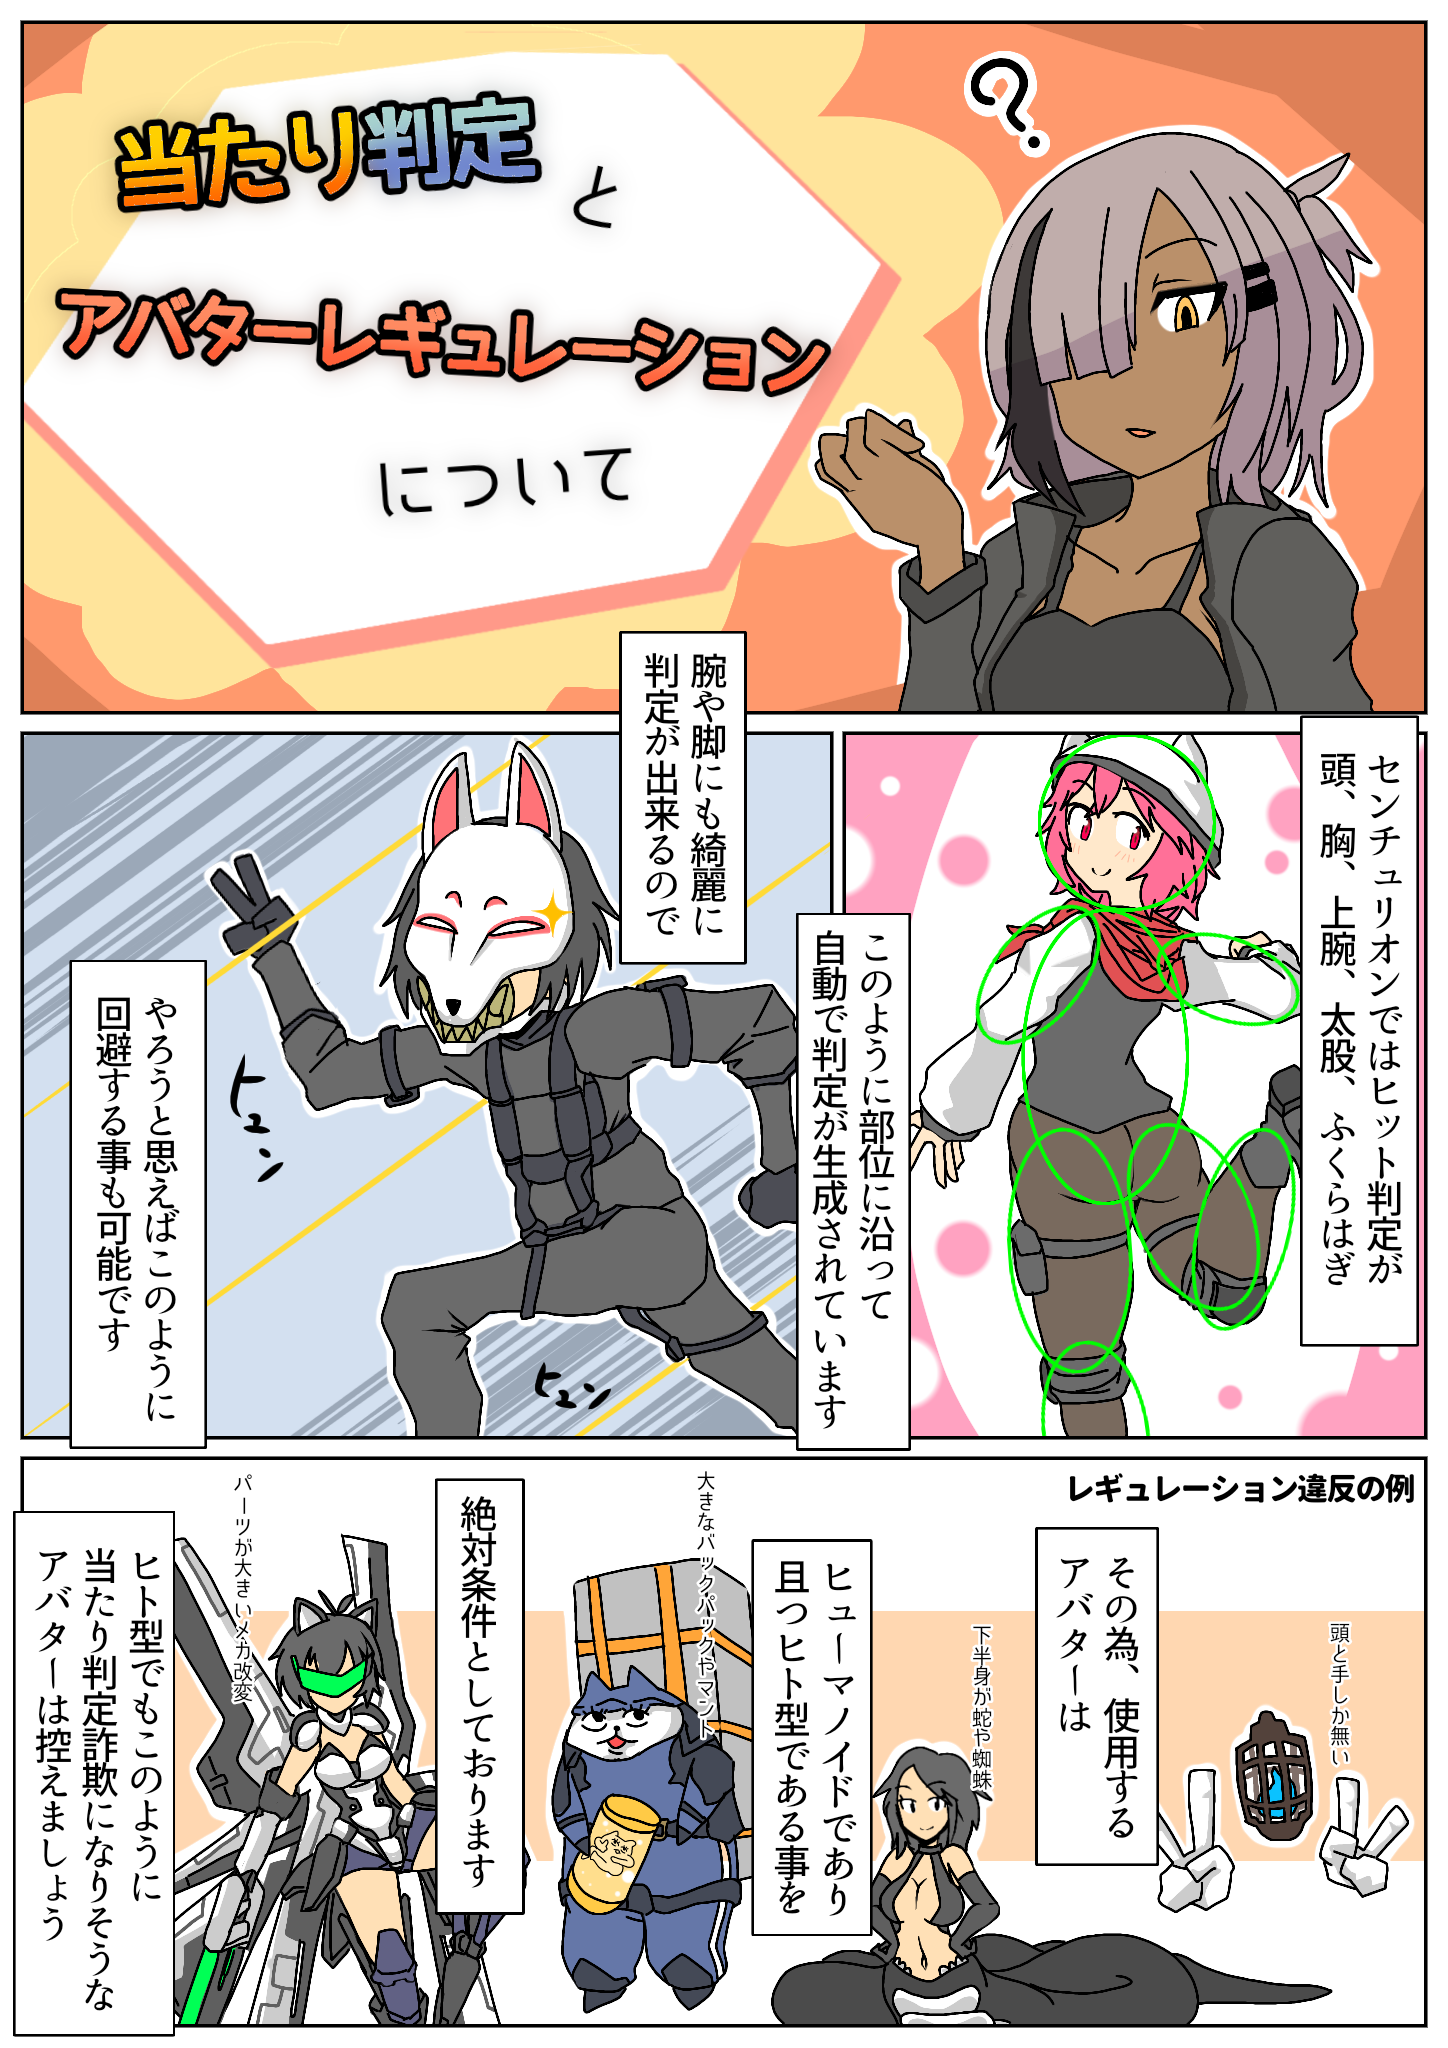 当たり判定
と
アバターレギュレーション
について
?
センチュリオンではヒット判定が
頭、胸、上腕、太股、ふくらはぎ
このように部位に沿って
自動で判定が生成されています
腕や脚にも綺麗に
判定が出来るので
ヒュン
ヒュン
やろうと思えばこのように
回避する事も可能です
レギュレーション違反の例
頭と手しか無い
その為、使用する
アバターは
下半身が蛇や蜘蛛
ヒューマノイドであり
且つヒト型である事を
大きなバックパックやマント
絶対条件としております
パーツが大きいメカ改変
ヒト型でもこのように
当たり判定詐欺になりそうな
アバターは控えましょう